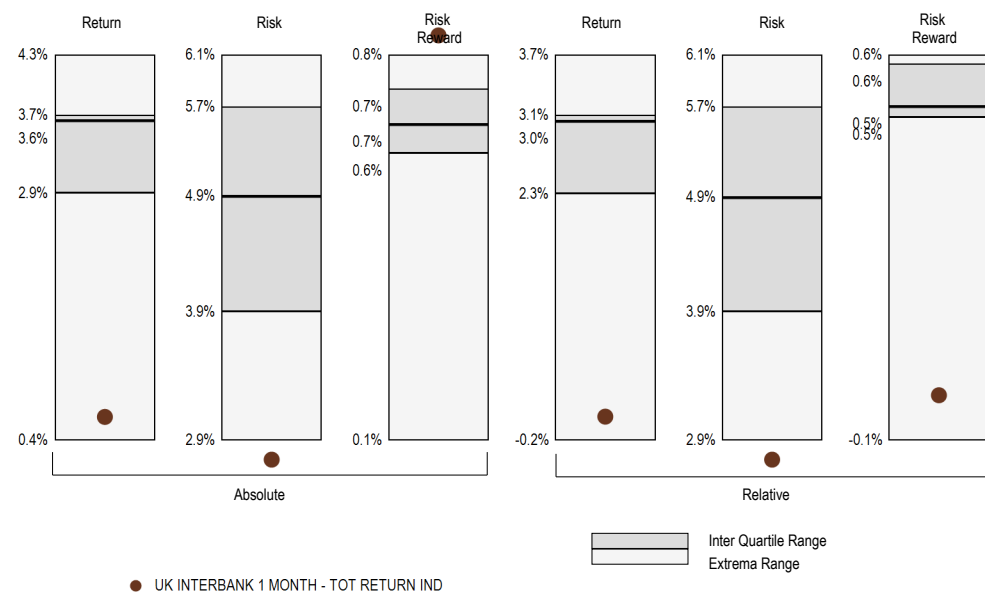 Return
Risk
Risk
Reward
Return
Risk
Risk
Reward
4.3%
3.7%
3.6%
2.9%
0.4%
6.1%
5.7%
4.9%
3.9%
2.9%
0.8%
0.7%
0.7%
0.6%
0.1%
3.7%
3.1%
3.0%
2.3%
-0.2%
6.1%
5.7%
4.9%
3.9%
2.9%
0.6%
0.6%
0.5%
0.5%
-0.1%
Absolute
Relative
Inter Quartile Range
Extrema Range
UK INTERBANK 1 MONTH - TOT RETURN IND